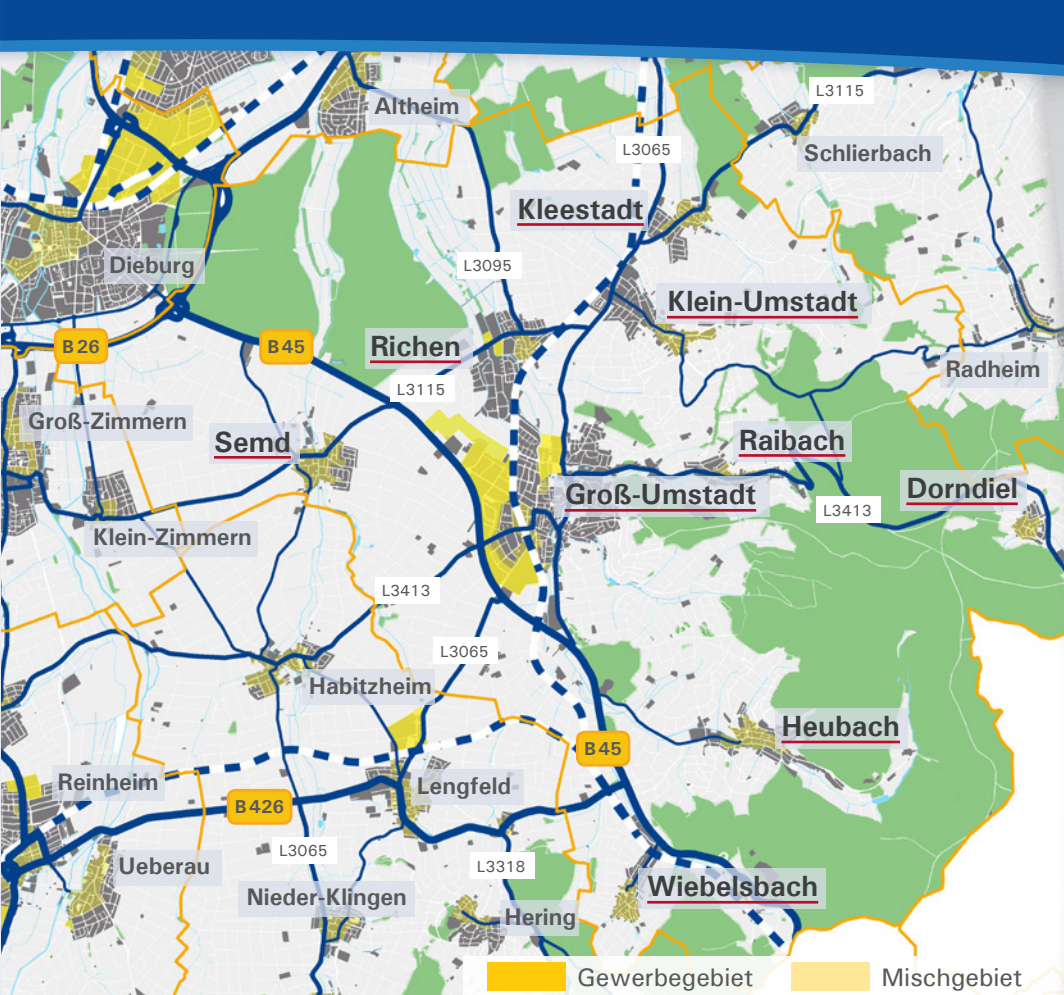 L3115
Altheim
L3065
Schlierbach
Kleestadt
Dieburg
L3095
Klein-Umstadt
B 26
B 45
Richen
Radheim
L3115
Groß-Zimmern
Semd
Raibach
Groß-Umstadt
Dorndiel
L3413
Klein-Zimmern
L3413
L3065
Habitzheim
Heubach
B 45
Reinheim
Lengfeld
B 426
L3065
Ueberau
L3318
Wiebelsbach
Nieder-Klingen
Hering
Gewerbegebiet
Mischgebiet